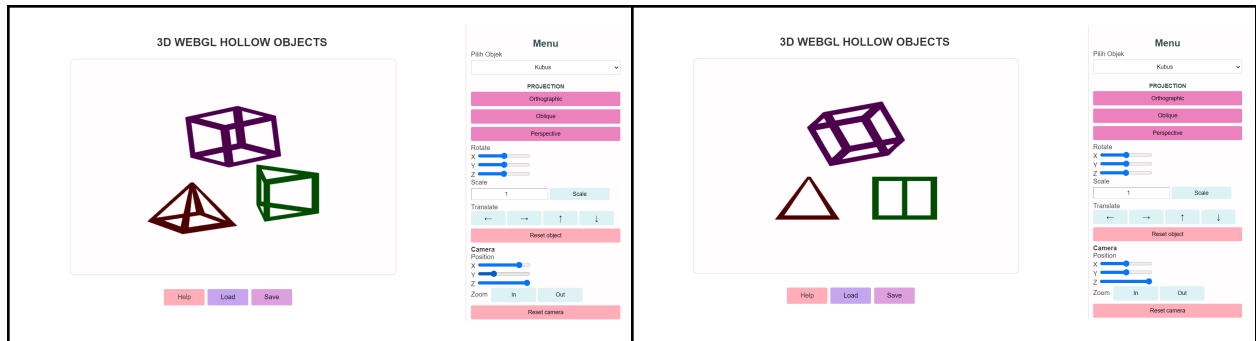 3D WEBGL HOLLOW OBJECTS
Menu
Pilih Objek
Kubus
PROJECTION
Orthographic
Oblique
Perspective
Rotate
X
Y
Z
Scale
1 Scale
Translate
← → ↑ ↓
Reset object
Camera
Position
X
Y
Z
Zoom In Out
Reset camera
Help Load Save
3D WEBGL HOLLOW OBJECTS
Menu
Pilih Objek
Kubus
PROJECTION
Orthographic
Oblique
Perspective
Rotate
X
Y
Z
Scale
1 Scale
Translate
← → ↑ ↓
Reset object
Camera
Position
X
Y
Z
Zoom In Out
Reset camera
Help Load Save